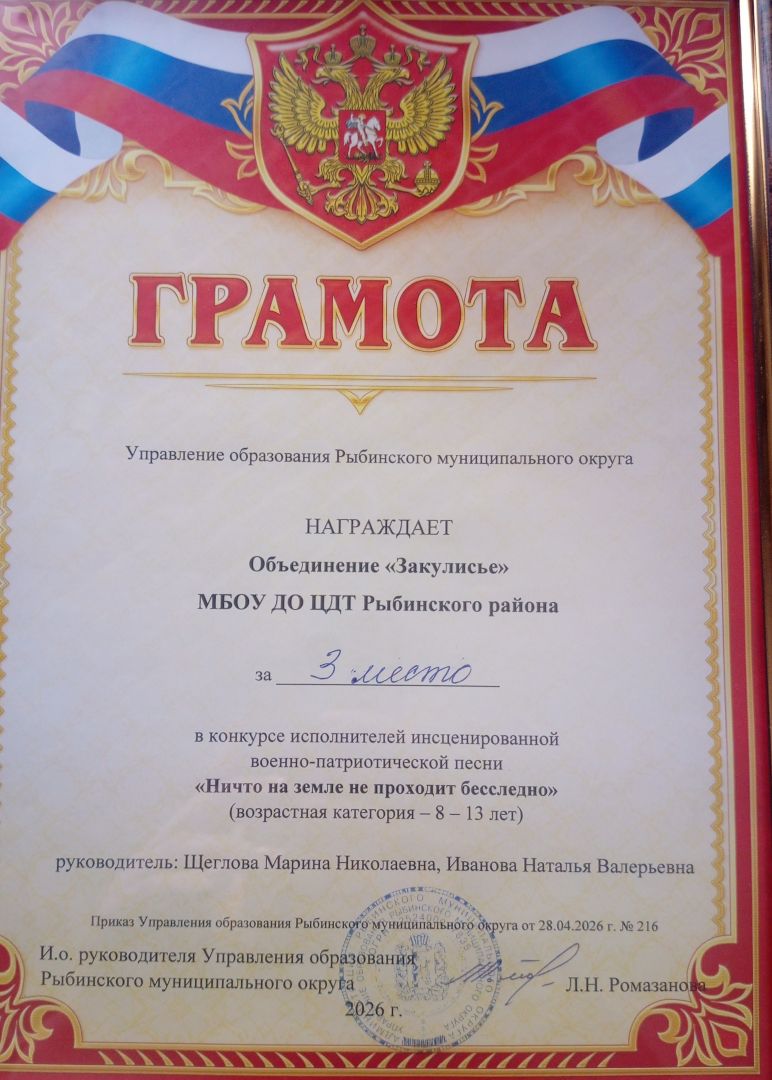 ГРАМОТА
Управление образования Рыбинского муниципального округа
НАГРАЖДАЕТ
Объединение «Закулисье»
МБОУ ДО ЦДТ Рыбинского района
за 3 место
в конкурсе исполнителей инсценированной
военно-патриотической песни
«Ничто на земле не проходит бесследно»
(возрастная категория – 8 – 13 лет)
руководитель: Щеглова Марина Николаевна, Иванова Наталья Валерьевна
Приказ Управления образования Рыбинского муниципального округа от 28.04.2026 г. № 216
И.о. руководителя Управления образования
Рыбинского муниципального округа Л.Н. Ромазанова
2026 г.